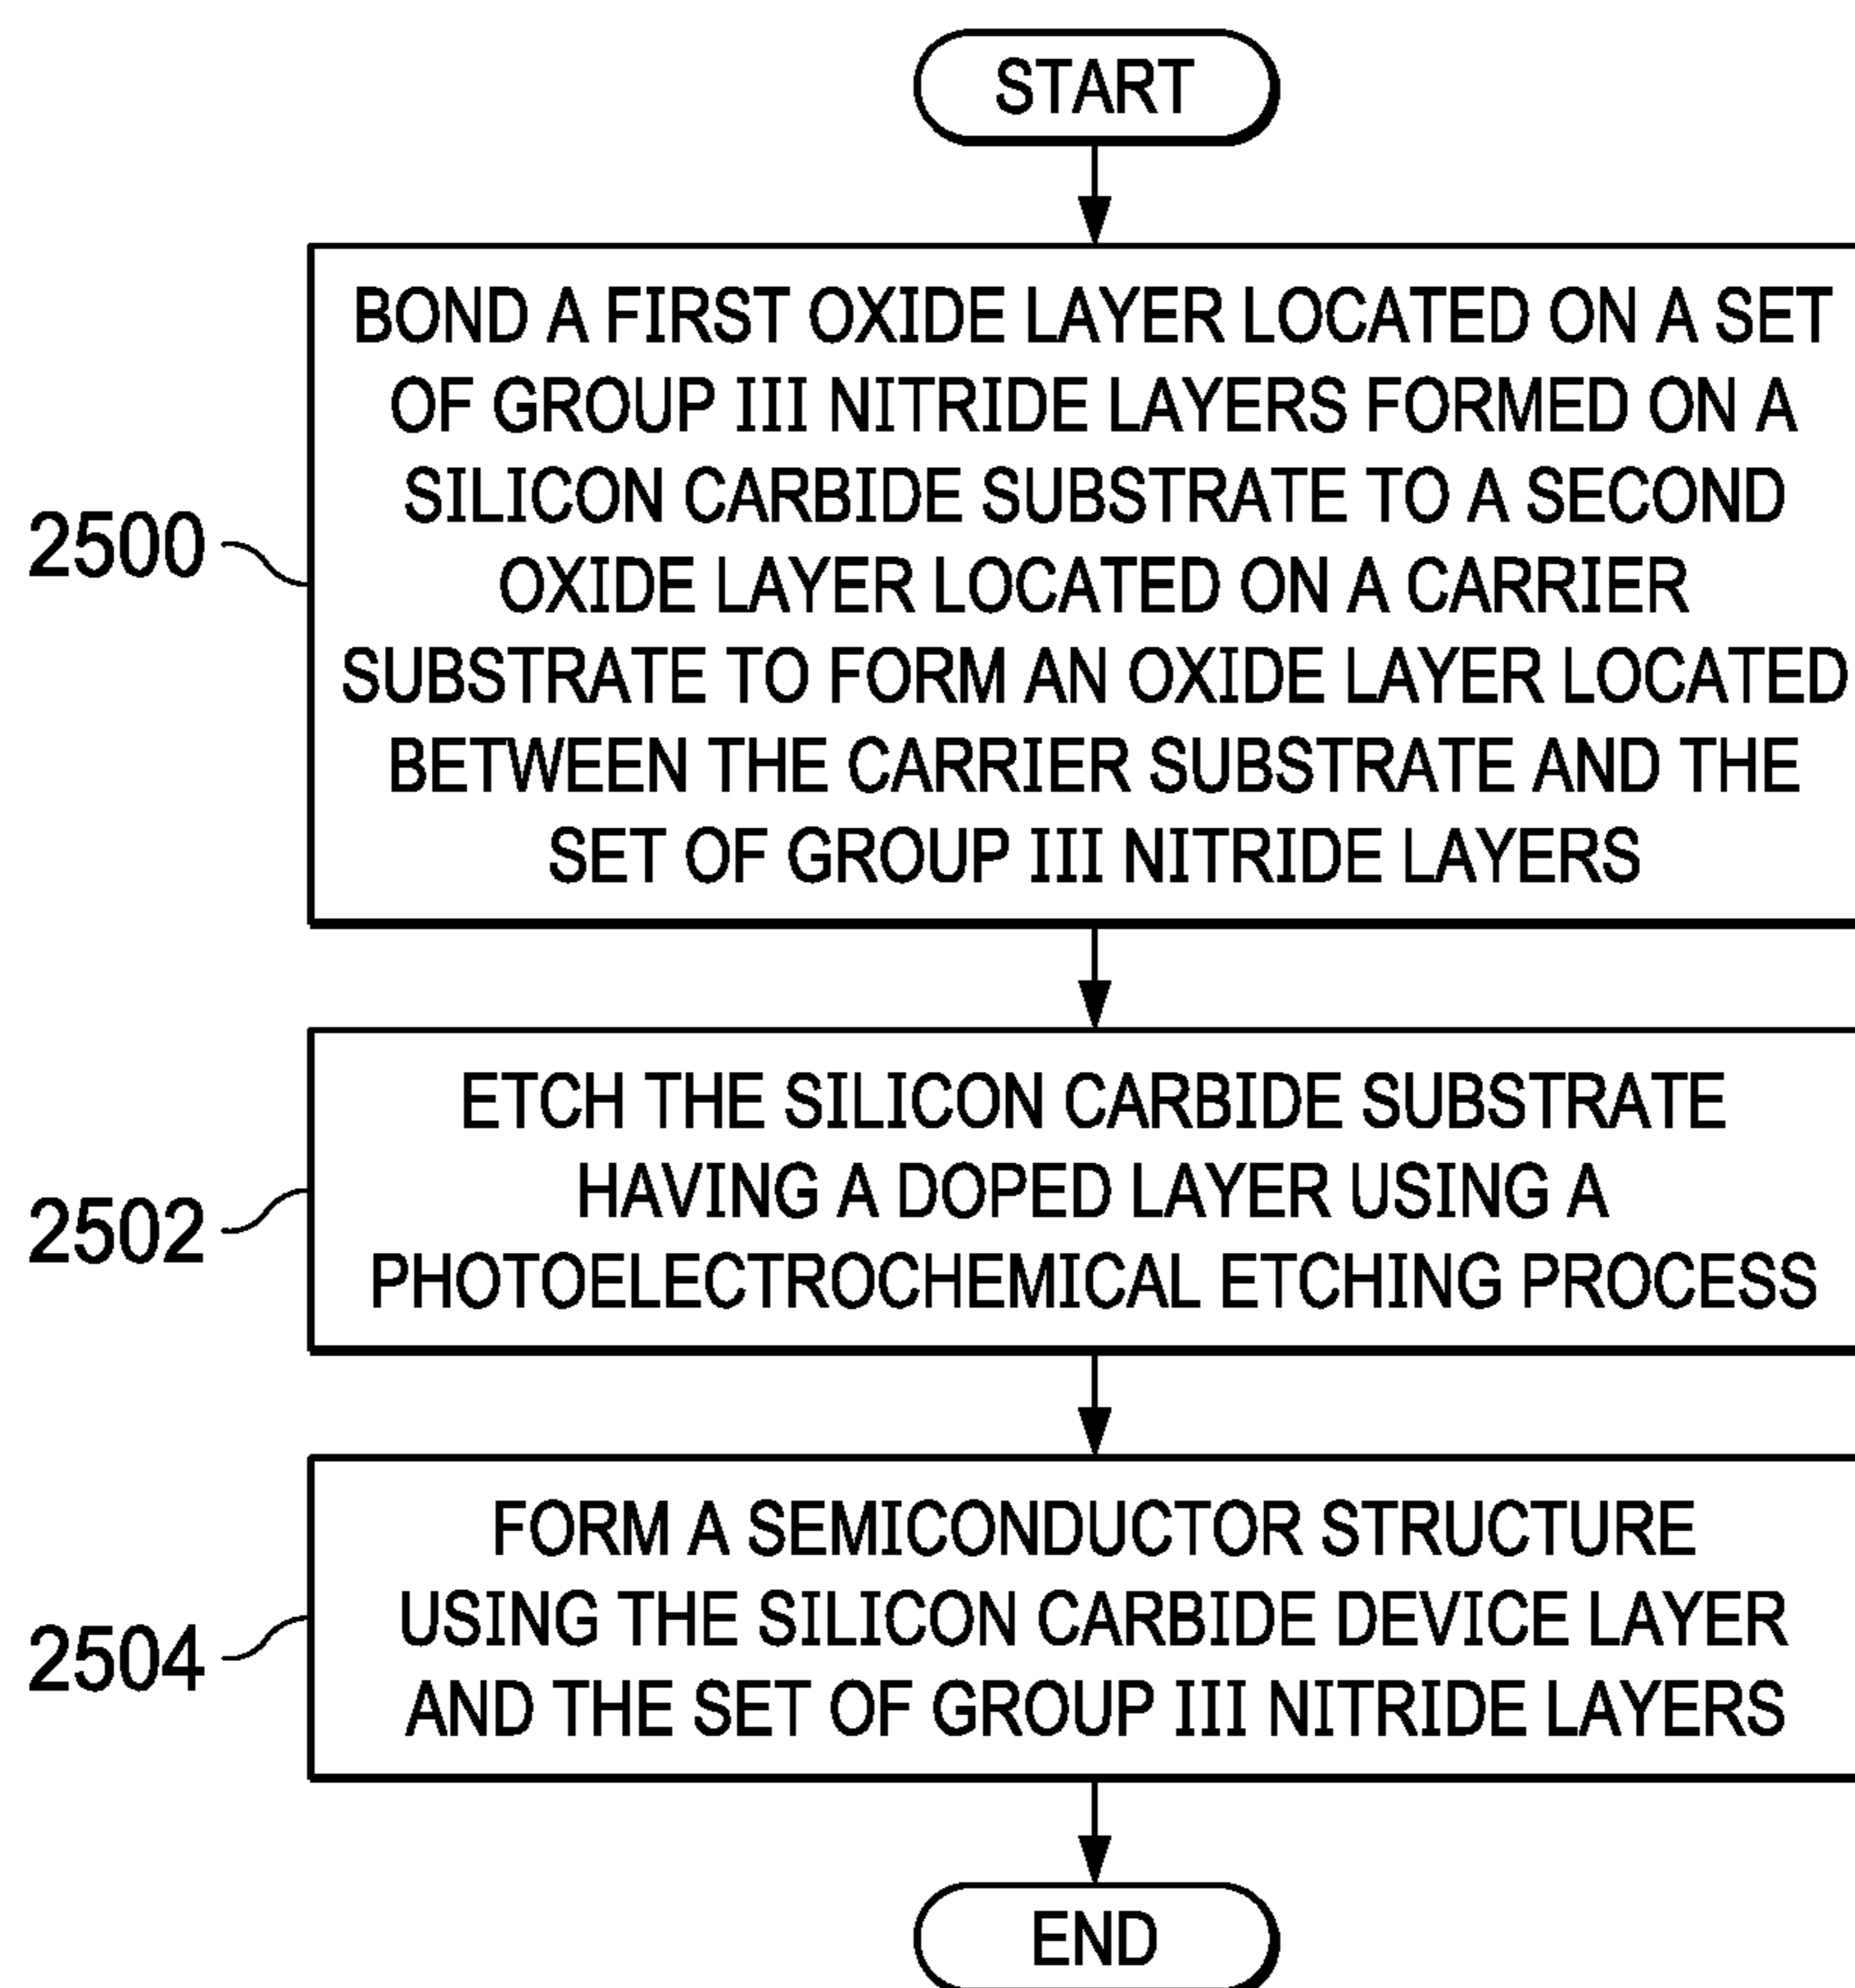 START
BOND A FIRST OXIDE LAYER LOCATED ON A SET
OF GROUP III NITRIDE LAYERS FORMED ON A
SILICON CARBIDE SUBSTRATE TO A SECOND
OXIDE LAYER LOCATED ON A CARRIER
SUBSTRATE TO FORM AN OXIDE LAYER LOCATED
BETWEEN THE CARRIER SUBSTRATE AND THE
SET OF GROUP III NITRIDE LAYERS
2500
ETCH THE SILICON CARBIDE SUBSTRATE
HAVING A DOPED LAYER USING A
PHOTOELECTROCHEMICAL ETCHING PROCESS
2502
FORM A SEMICONDUCTOR STRUCTURE
USING THE SILICON CARBIDE DEVICE LAYER
AND THE SET OF GROUP III NITRIDE LAYERS
2504
END